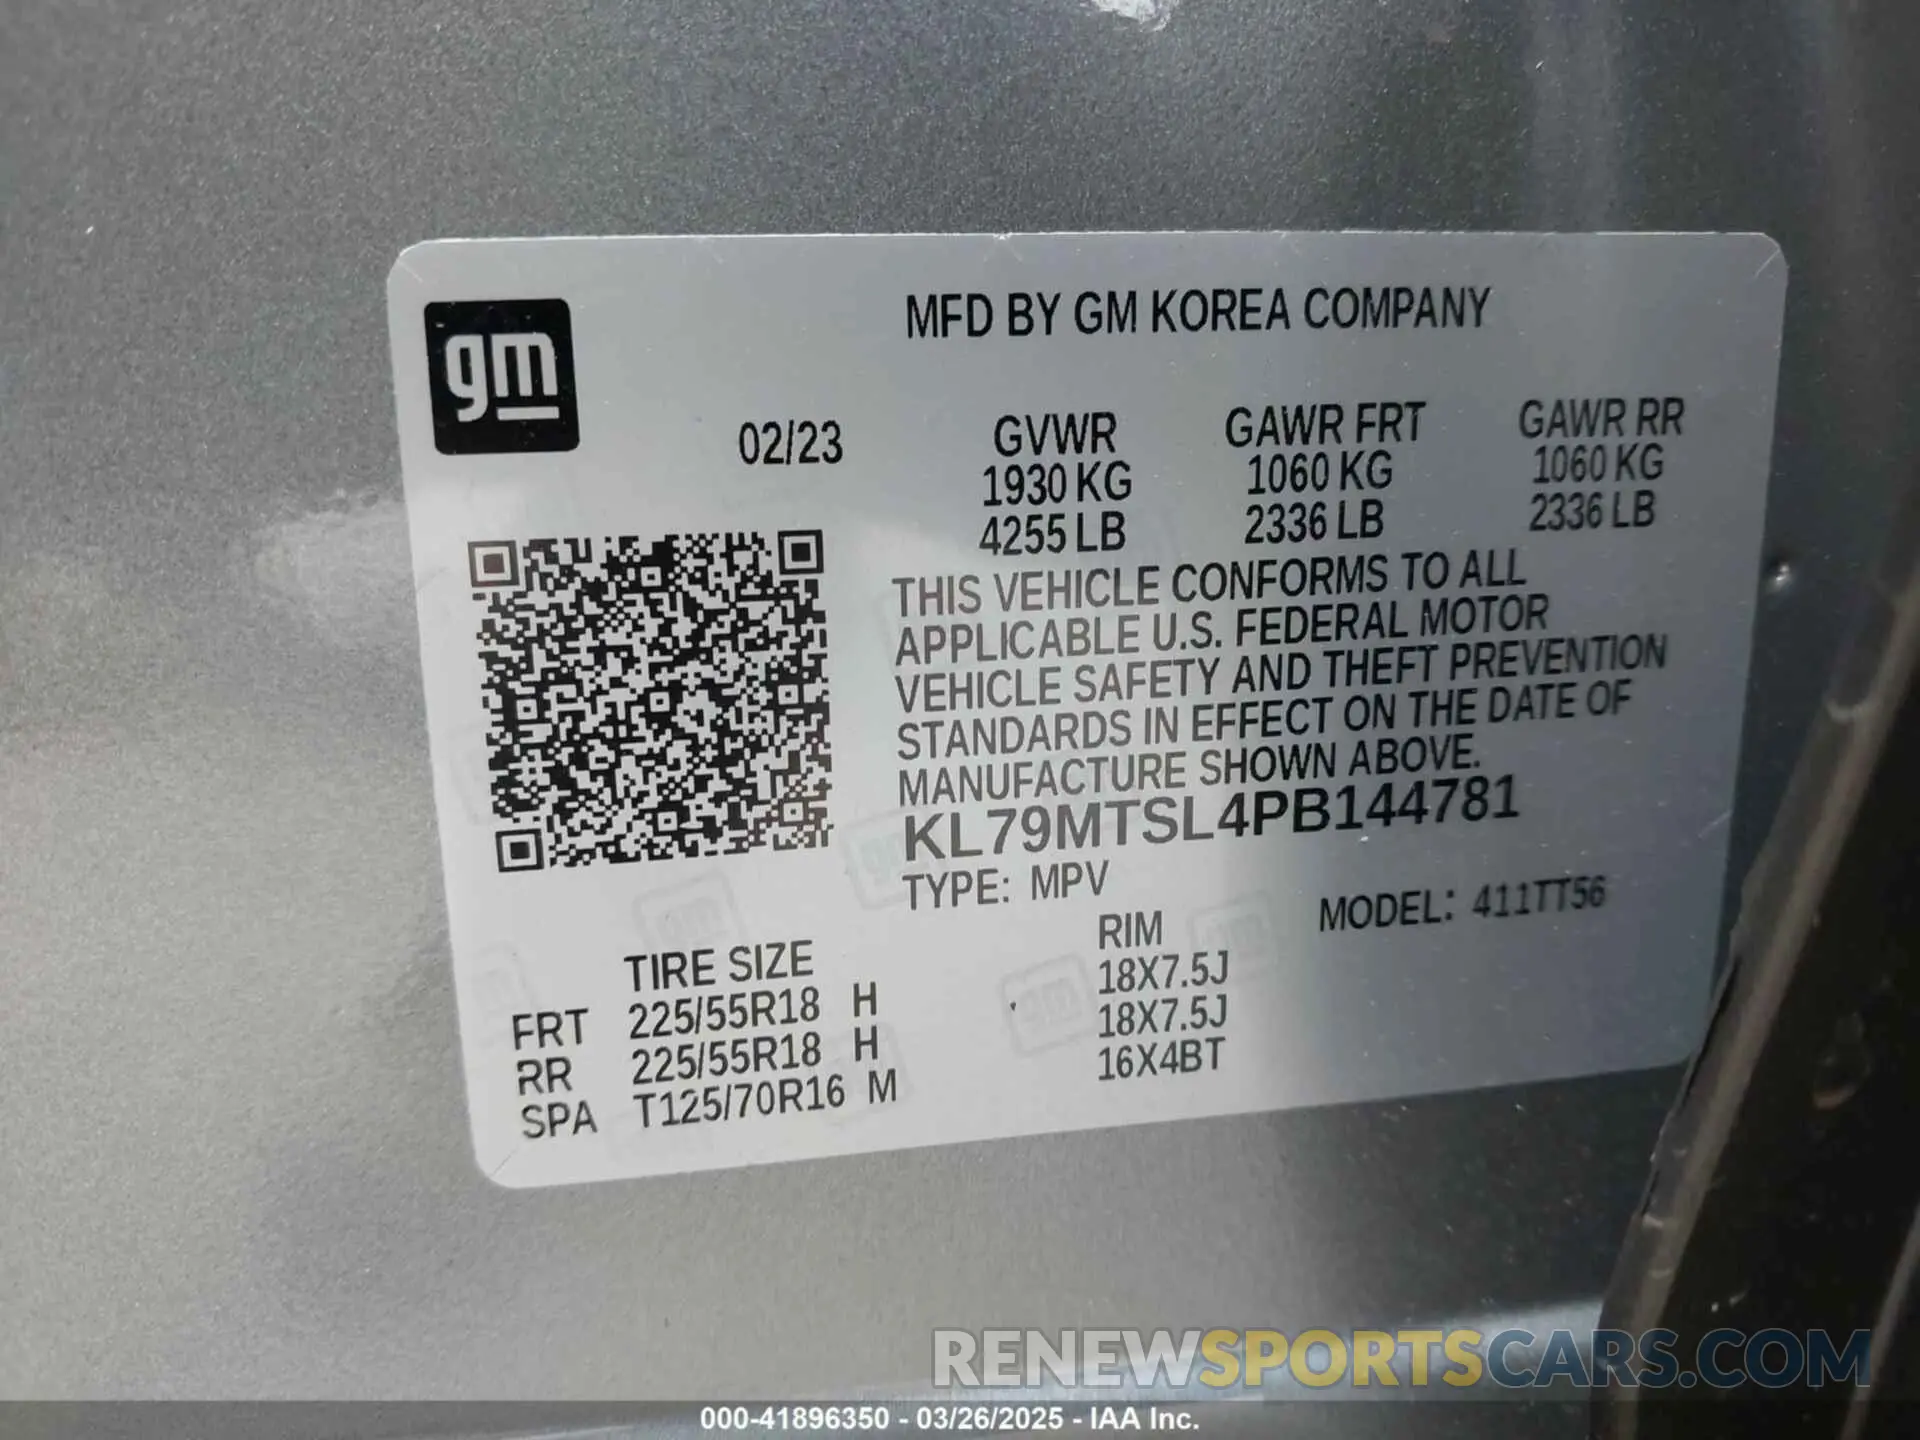 gm
MFD BY GM KOREA COMPANY
02/23
GVWR GAWR FRT GAWR RR
1930 KG 1060 KG 1060 KG
4255 LB 2336 LB 2336 LB
THIS VEHICLE CONFORMS TO ALL
APPLICABLE U.S. FEDERAL MOTOR
VEHICLE SAFETY AND THEFT PREVENTION
STANDARDS IN EFFECT ON THE DATE OF
MANUFACTURE SHOWN ABOVE.
KL79MTSL4PB144781
TYPE: MPV MODEL: 411TT56
TIRE SIZE RIM
FRT 225/55R18 H 18X7.5J
RR 225/55R18 H 18X7.5J
SPA T125/70R16 M 16X4BT
RENEWSPORTSCARS.COM
000-41896350 - 03/26/2025 - IAA Inc.